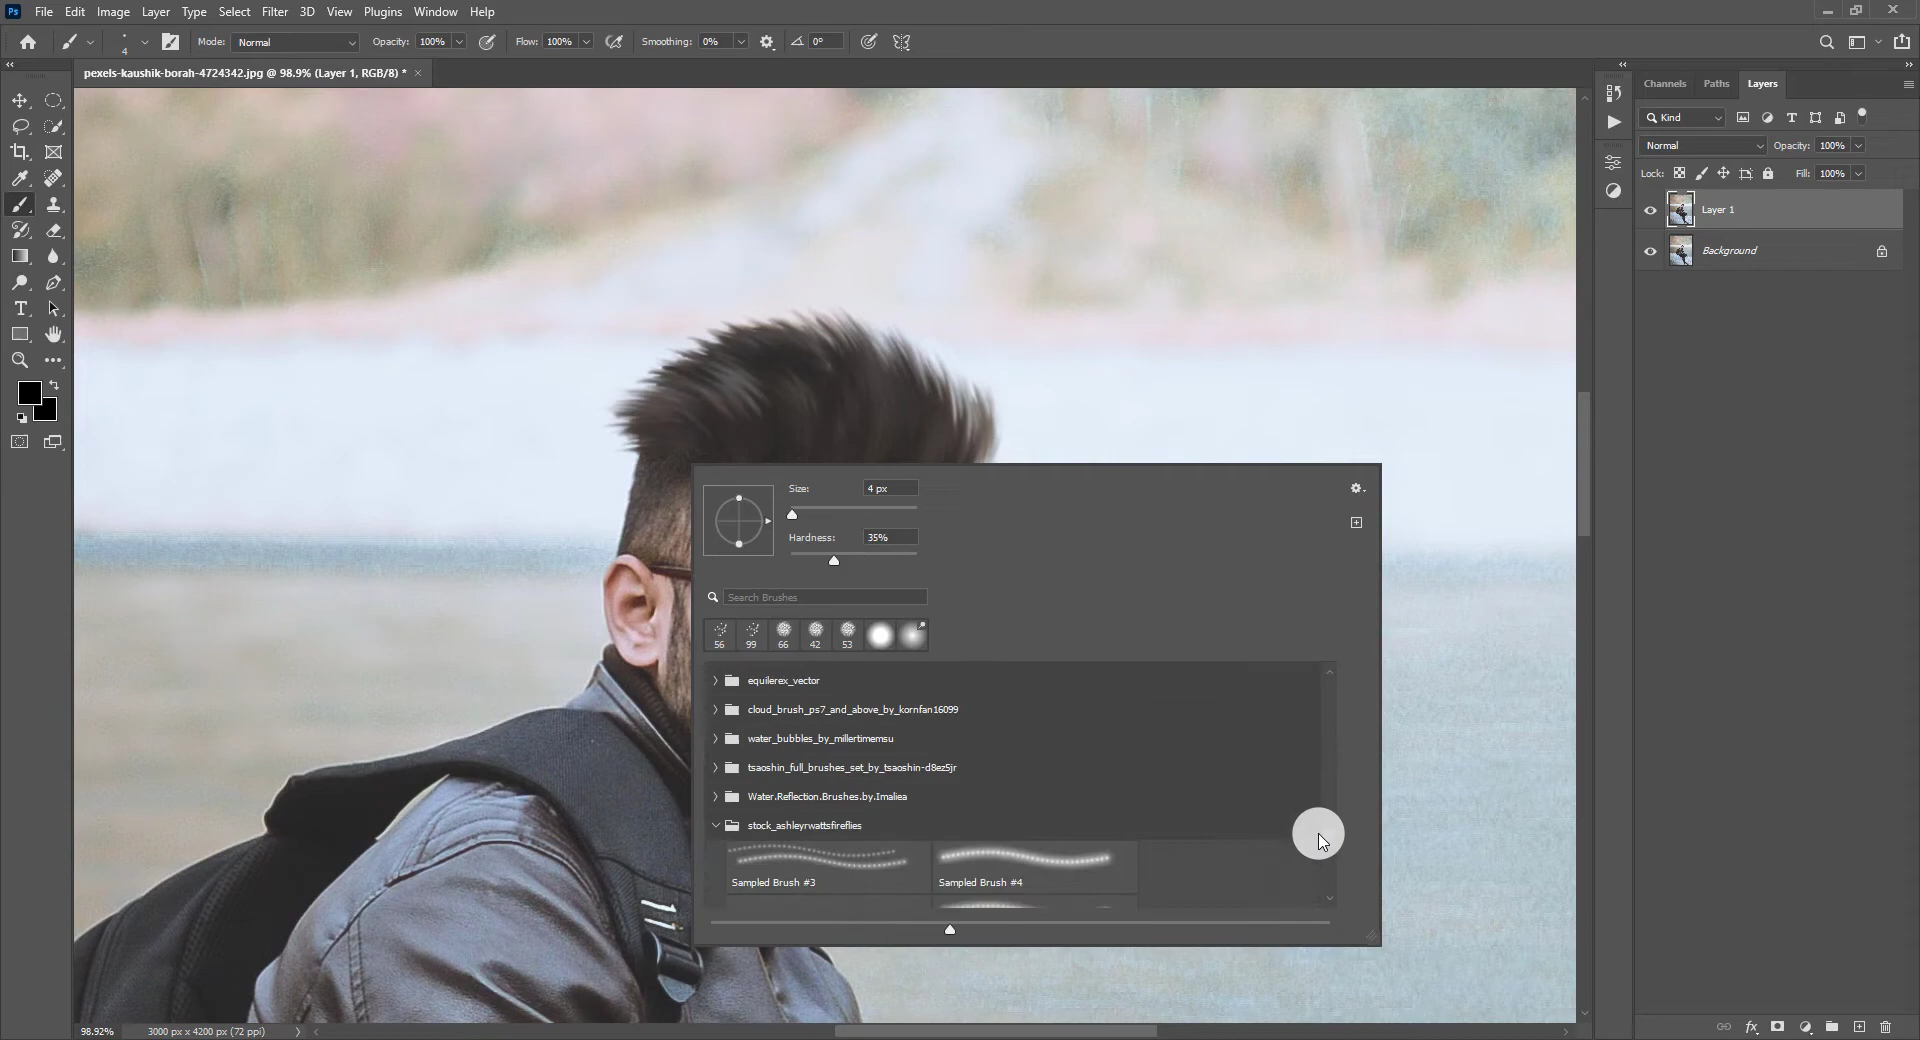 Ps File Edit Image Layer Type Select Filter 3D View Plugins Window Help
4 Mode: Normal Opacity: 100% Flow: 100% Smoothing: 0% 0°
pexels-kaushik-borah-4724342.jpg @ 98.9% (Layer 1, RGB/8) * ×
Channels Paths Layers
Kind
Normal Opacity: 100%
Lock: Fill: 100%
Layer 1
Background
Size: 4 px
Hardness: 35%
Search Brushes
56 99 66 42 53
equilerex_vector
cloud_brush_ps7_and_above_by_kornfan16099
water_bubbles_by_millertimemsu
tsaoshin_full_brushes_set_by_tsaoshin-d8ez5jr
Water.Reflection.Brushes.by.Imaliea
stock_ashleyrwattsfireflies
Sampled Brush #3 Sampled Brush #4
98.92% 3000 px x 4200 px (72 ppi)